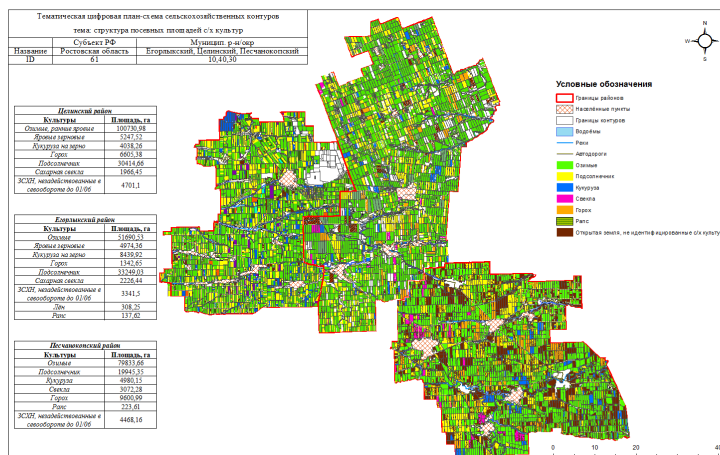 Тематическая цифровая план-схема сельскохозяйственных контуров
тема: структура посевных площадей с/х культур
Субъект РФ Муницип. р-н/окр
Название Ростовская область Егорлыкский, Целинский, Песчанокопский
ID 61 10,40,30
N
W E
S
Целинский район
Культуры Площадь, га
Озимые, ранние яровые 100730,98
Яровые зерновые 5247,52
Кукуруза на зерно 4038,26
Горох 6605,38
Подсолнечник 30414,66
Сахарная свекла 1966,45
ЗСХН, незадействованные в
севообороте до 01/06 4701,1
Егорлыкский район
Культуры Площадь, га
Озимые 51690,53
Яровые зерновые 4974,36
Кукуруза на зерно 8439,92
Горох 1342,65
Подсолнечник 33249,03
Сахарная свекла 2226,44
ЗСХН, незадействованные в
севообороте до 01/06 3341,5
Лён 308,25
Рапс 137,62
Песчанокопский район
Культуры Площадь, га
Озимые 79833,66
Подсолнечник 19945,35
Кукуруза 4980,15
Свекла 3072,28
Горох 9600,99
Рапс 223,61
ЗСХН, незадействованные в
севообороте до 01/06 4468,16
Условные обозначения
Границы районов
Населённые пункты
Границы контуров
Водоёмы
Реки
Автодороги
Озимые
Подсолнечник
Кукуруза
Свекла
Горох
Рапс
Открытая земля, не идентифицированные с/х культуры
0 10 20 40